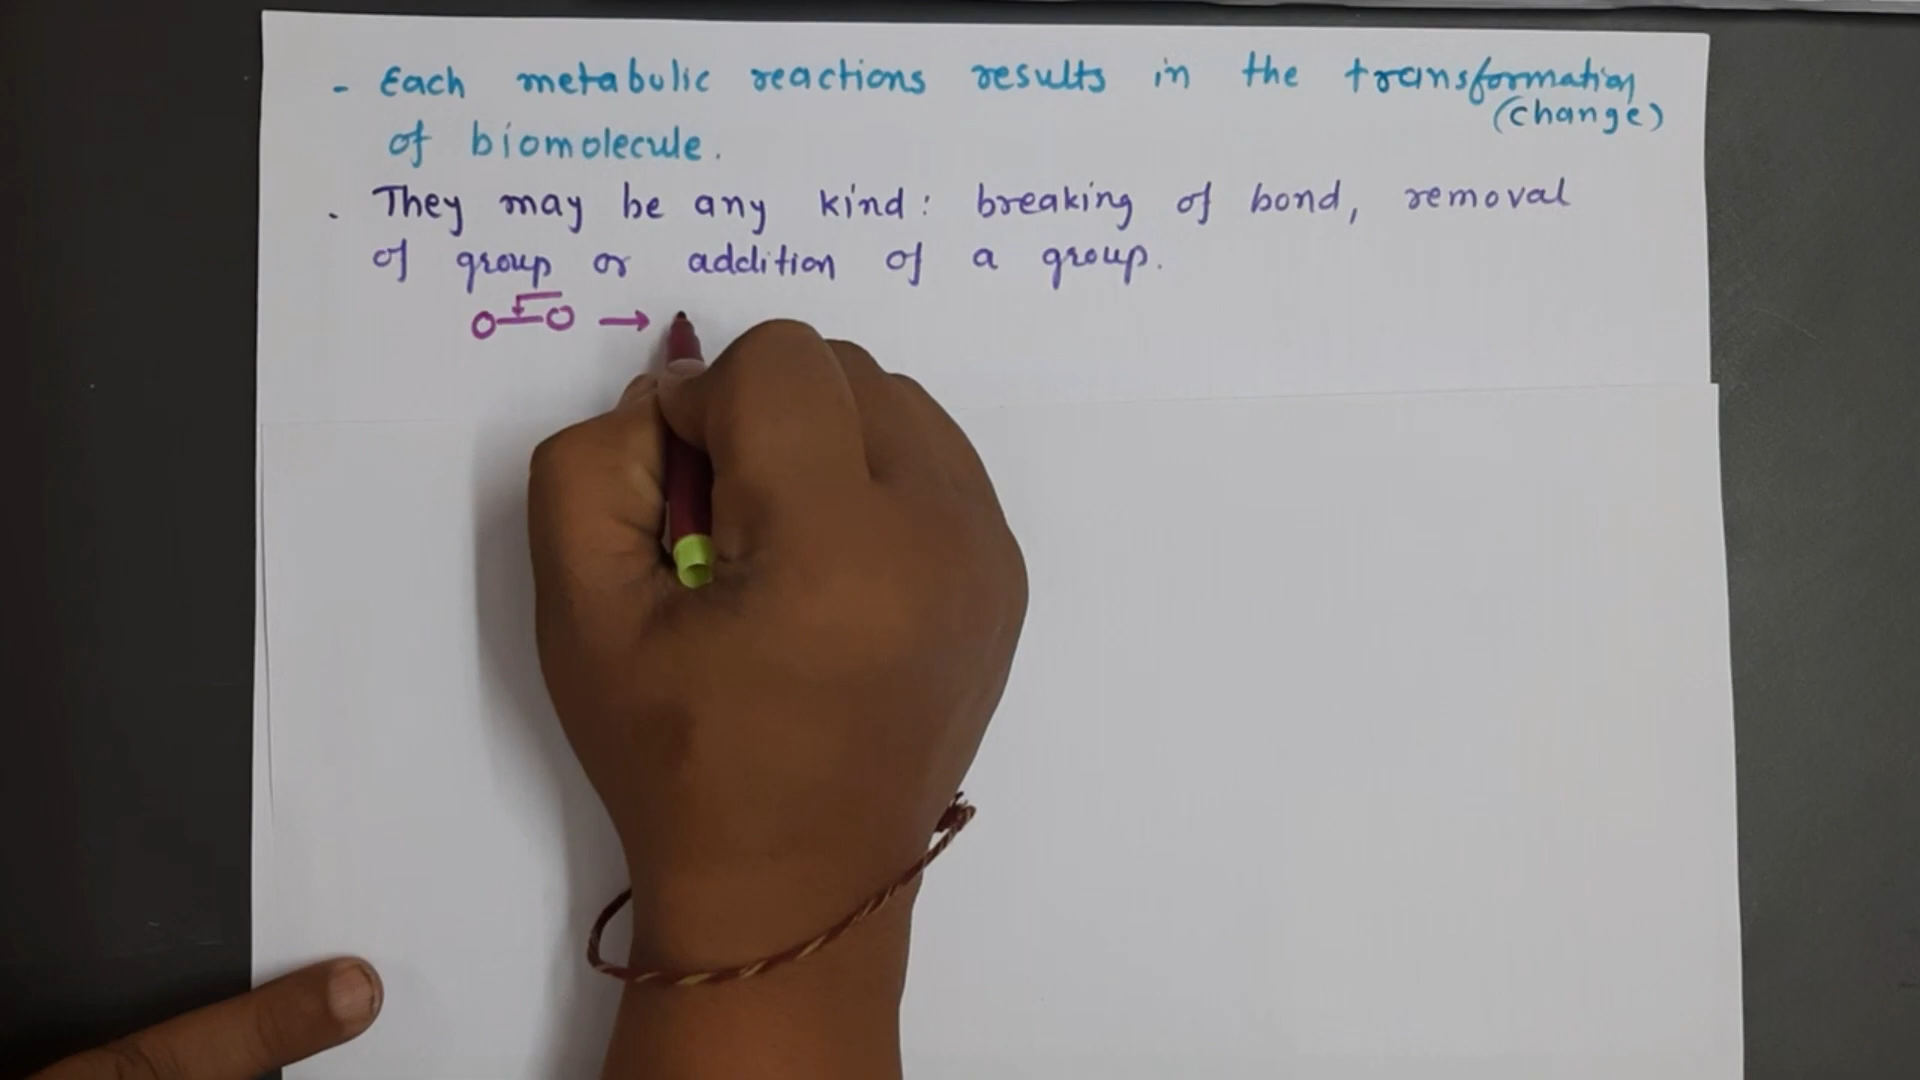 - Each metabulic reactions results in the transformation
(change)
of biomolecule.
. They may be any kind: breaking of bond, removal
of group or addition of a group.